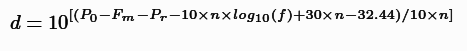 d = 10^[(P_0 − F_m − P_r − 10 × n × log_10(f) + 30 × n − 32.44)/10 × n]